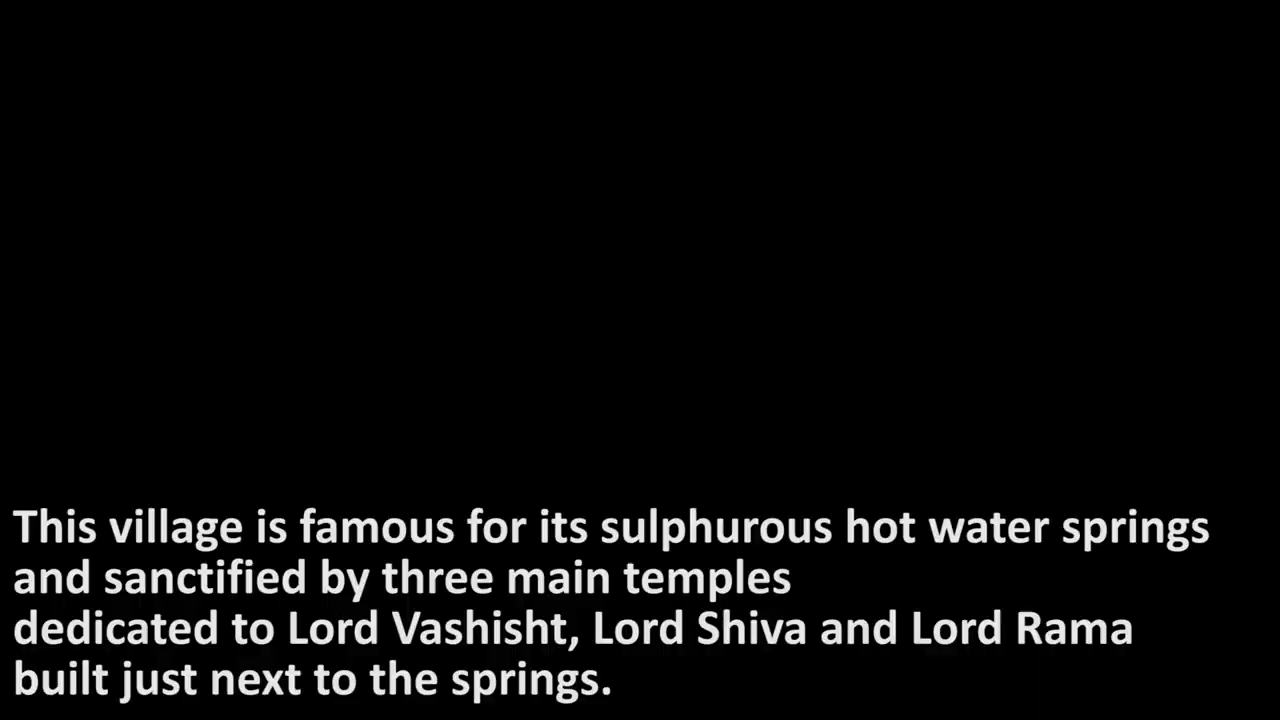 This village is famous for its sulphurous hot water springs
and sanctified by three main temples
dedicated to Lord Vashisht, Lord Shiva and Lord Rama
built just next to the springs.